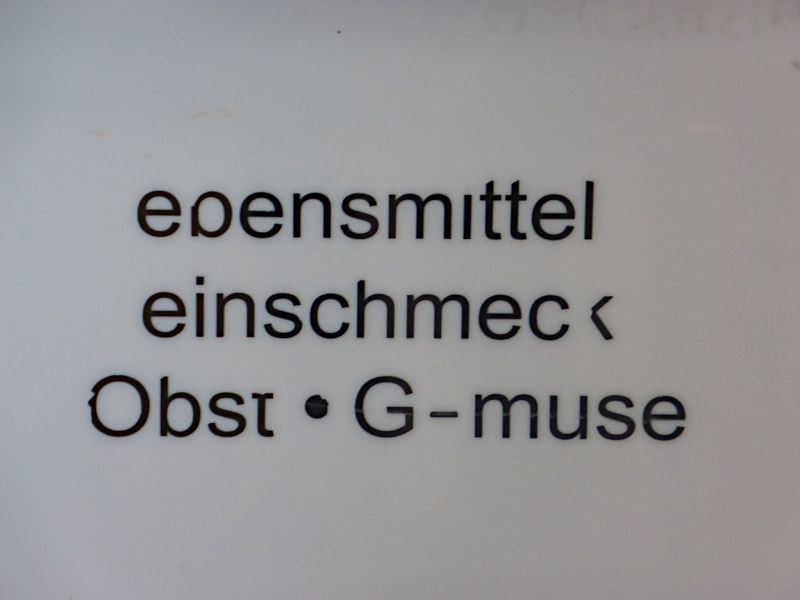 ebensmittel
einschmeck
Obst • G-muse